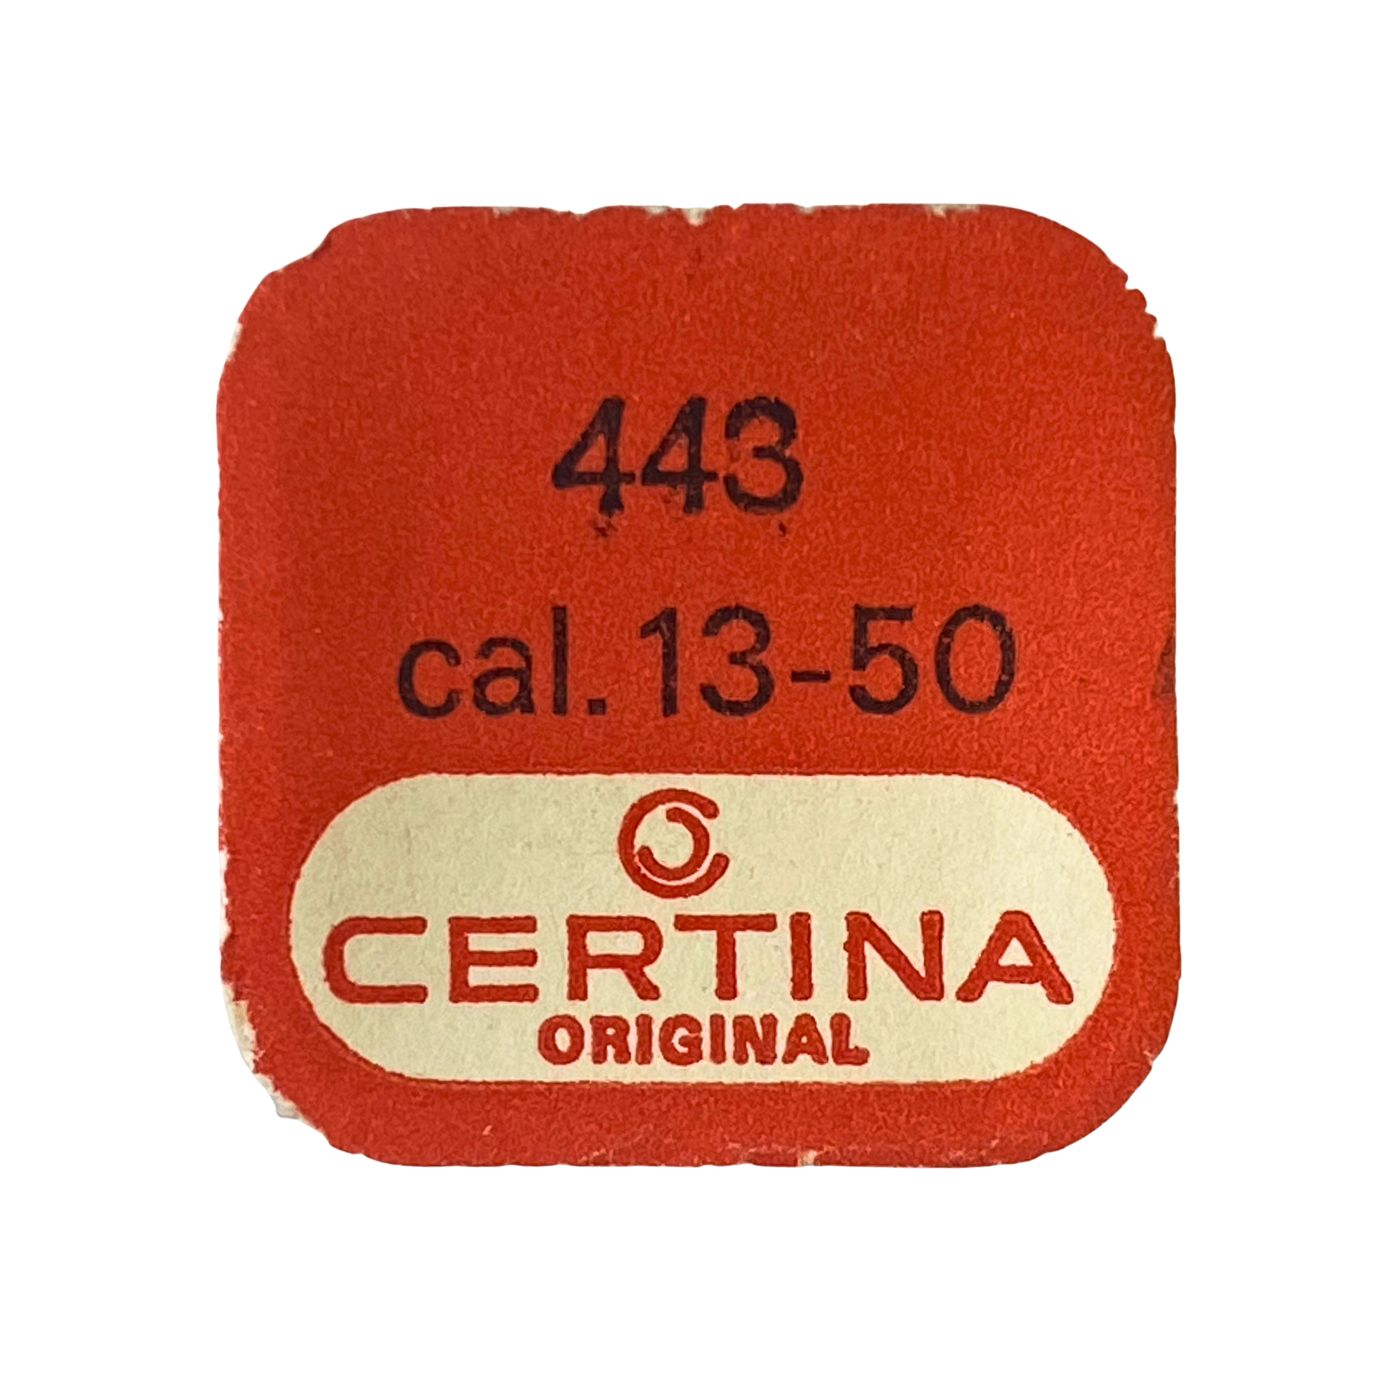 443
cal. 13-50
CERTINA
ORIGINAL